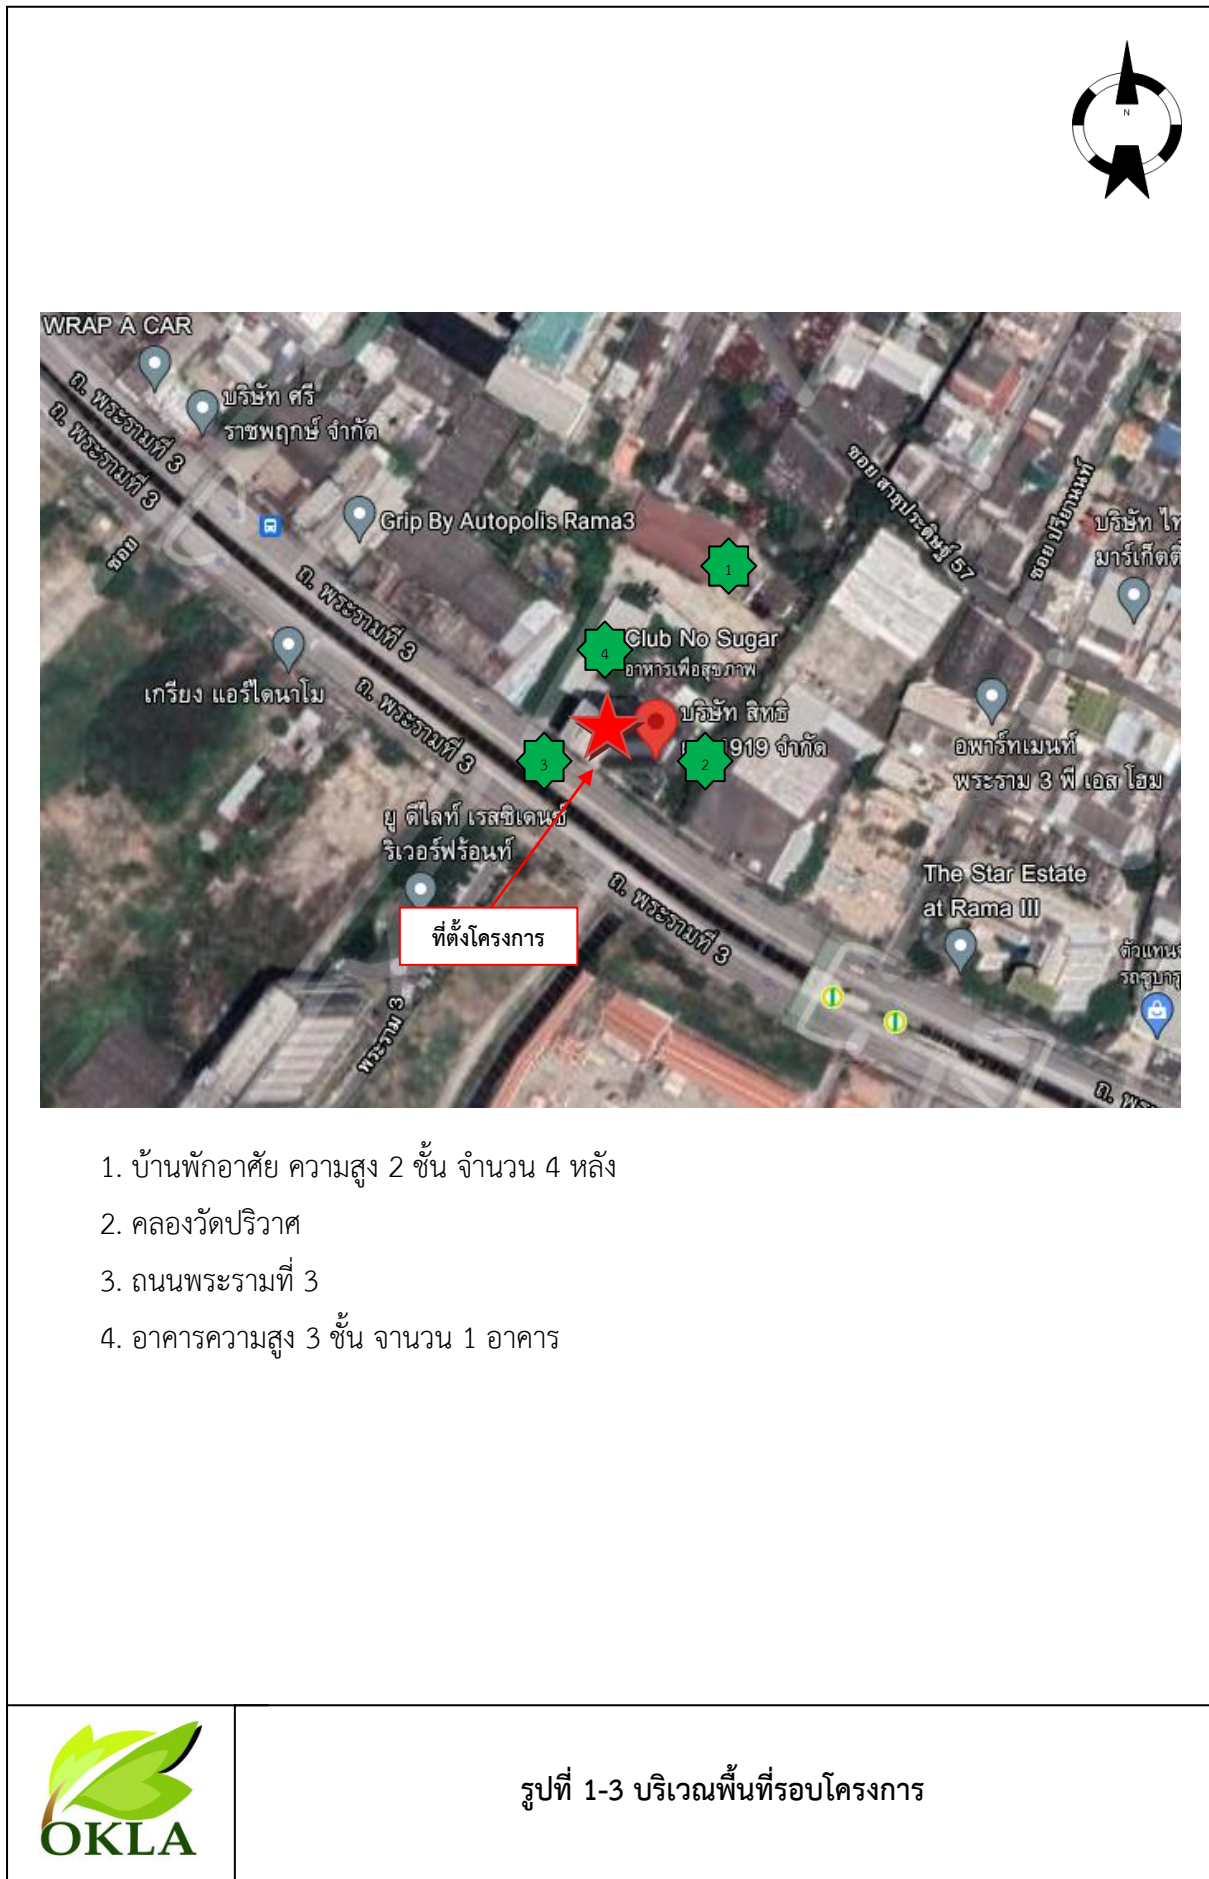 N
WRAP A CAR
บริษัท ศรี
ราชพฤกษ์ จำกัด
ถ. พระรามที่ 3
ถ. พระรามที่ 3
ซอย
Grip By Autopolis Rama3
ถ. พระรามที่ 3
ซอย สาธุประดิษฐ์ 57
ซอย ปริยานนท์
บริษัท ไท
มาร์เก็ตติ
1
4
Club No Sugar
อาหารเพื่อสุขภาพ
เกรียง แอร์ไดนาโม
ถ. พระรามที่ 3
บริษัท สิทธิ
919 จำกัด
3
2
อพาร์ทเมนท์
พระราม 3 พี เอส โฮม
ยู ดีไลท์ เรสซิเดนซ์
ริเวอร์ฟร้อนท์
The Star Estate
at Rama III
ถ. พระรามที่ 3
ที่ตั้งโครงการ
ตัวแทน
รถซูบารุ
พระราม 3
ถ. พระ
1. บ้านพักอาศัย ความสูง 2 ชั้น จำนวน 4 หลัง
2. คลองวัดปริวาศ
3. ถนนพระรามที่ 3
4. อาคารความสูง 3 ชั้น จานวน 1 อาคาร
OKLA
รูปที่ 1-3 บริเวณพื้นที่รอบโครงการ